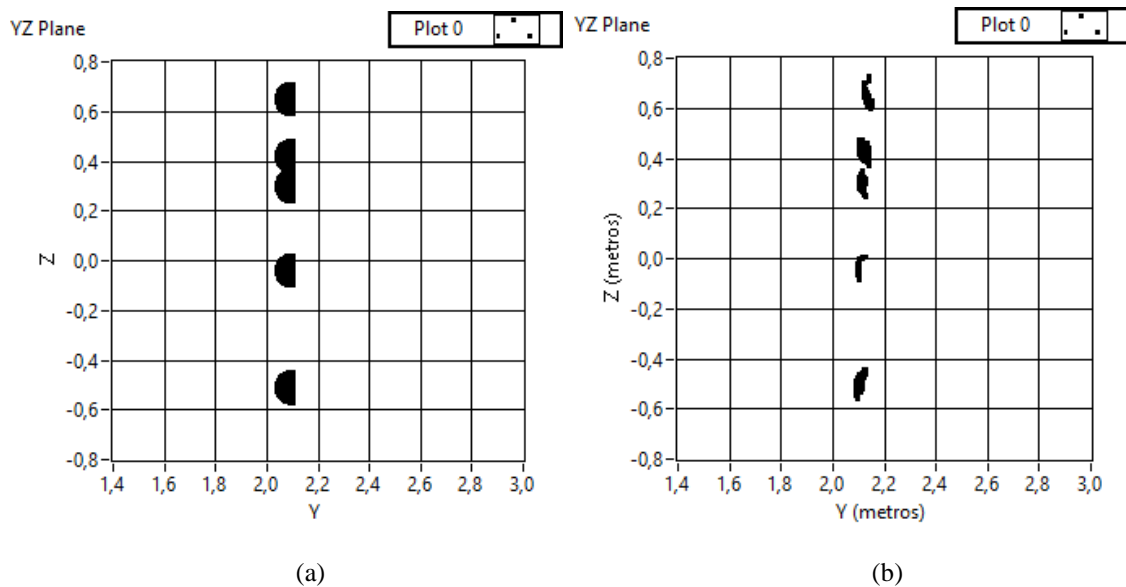 YZ Plane
Plot 0
0,8
0,6
0,4
0,2
0,0
-0,2
-0,4
-0,6
-0,8
Z
1,4 1,6 1,8 2,0 2,2 2,4 2,6 2,8 3,0
Y
(a)
YZ Plane
Plot 0
0,8
0,6
0,4
0,2
0,0
-0,2
-0,4
-0,6
-0,8
Z (metros)
1,4 1,6 1,8 2,0 2,2 2,4 2,6 2,8 3,0
Y (metros)
(b)